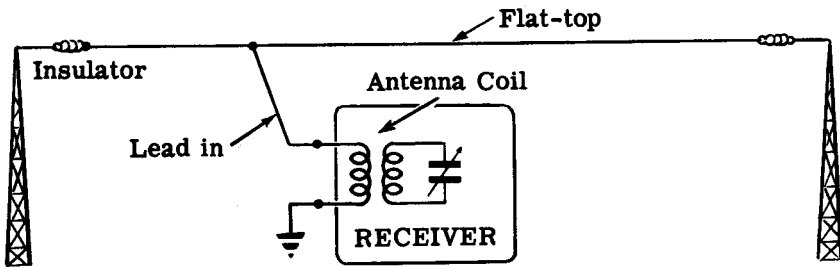 Flat-top
Insulator
Antenna Coil
Lead in
RECEIVER